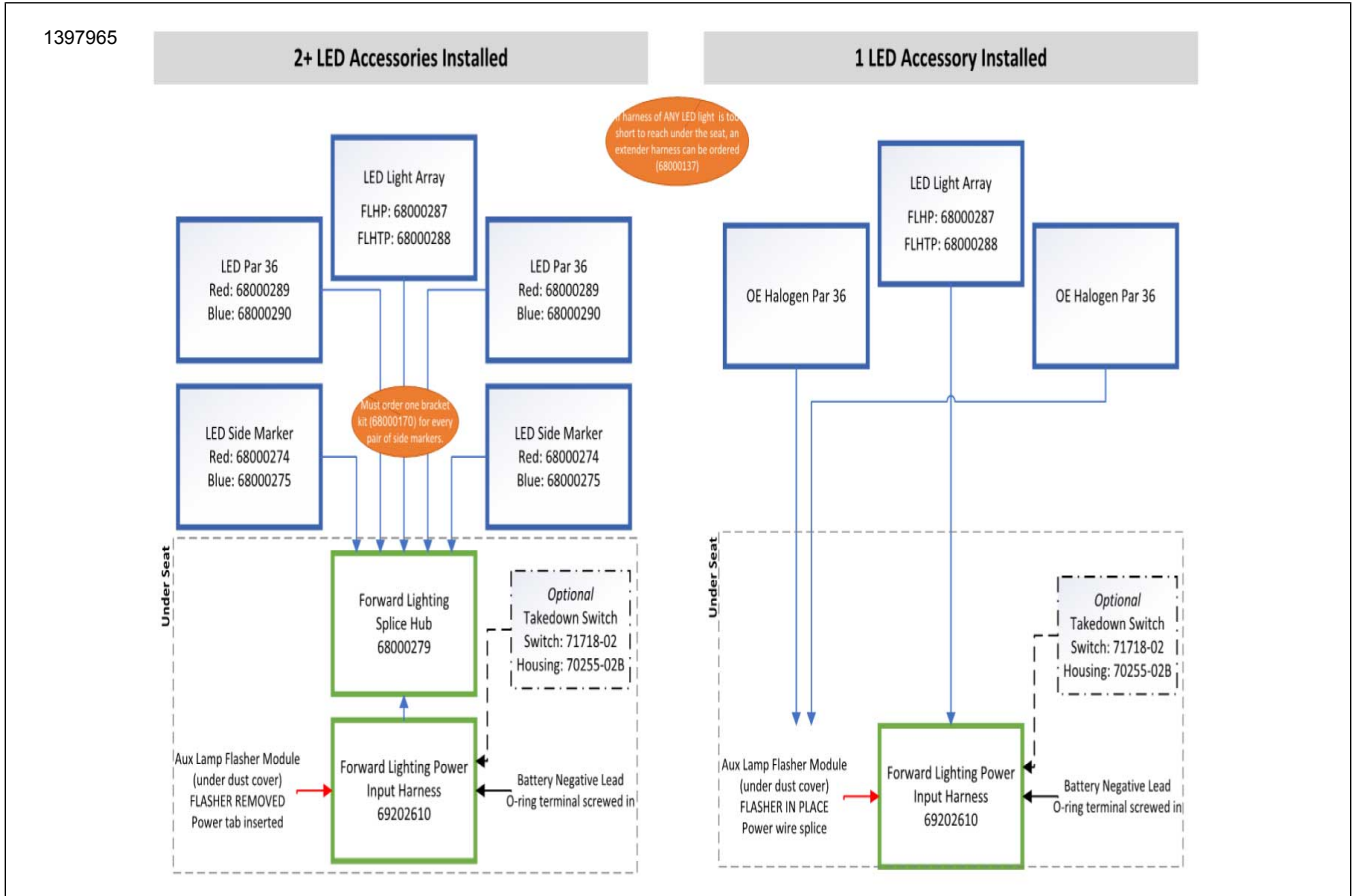 1397965
2+ LED Accessories Installed
1 LED Accessory Installed
harness of ANY LED light is too
short to reach under the seat, an
extender harness can be ordered
(68000137)
LED Light Array
FLHP: 68000287
FLHTP: 68000288
LED Par 36
Red: 68000289
Blue: 68000290
LED Par 36
Red: 68000289
Blue: 68000290
Must order one bracket
kit (68000170) for every
pair of side markers.
LED Side Marker
Red: 68000274
Blue: 68000275
LED Side Marker
Red: 68000274
Blue: 68000275
Under Seat
Forward Lighting
Splice Hub
68000279
Optional
Takedown Switch
Switch: 71718-02
Housing: 70255-02B
Aux Lamp Flasher Module
(under dust cover)
FLASHER REMOVED
Power tab inserted
Forward Lighting Power
Input Harness
69202610
Battery Negative Lead
O-ring terminal screwed in
LED Light Array
FLHP: 68000287
FLHTP: 68000288
OE Halogen Par 36
OE Halogen Par 36
Under Seat
Optional
Takedown Switch
Switch: 71718-02
Housing: 70255-02B
Aux Lamp Flasher Module
(under dust cover)
FLASHER IN PLACE
Power wire splice
Forward Lighting Power
Input Harness
69202610
Battery Negative Lead
O-ring terminal screwed in